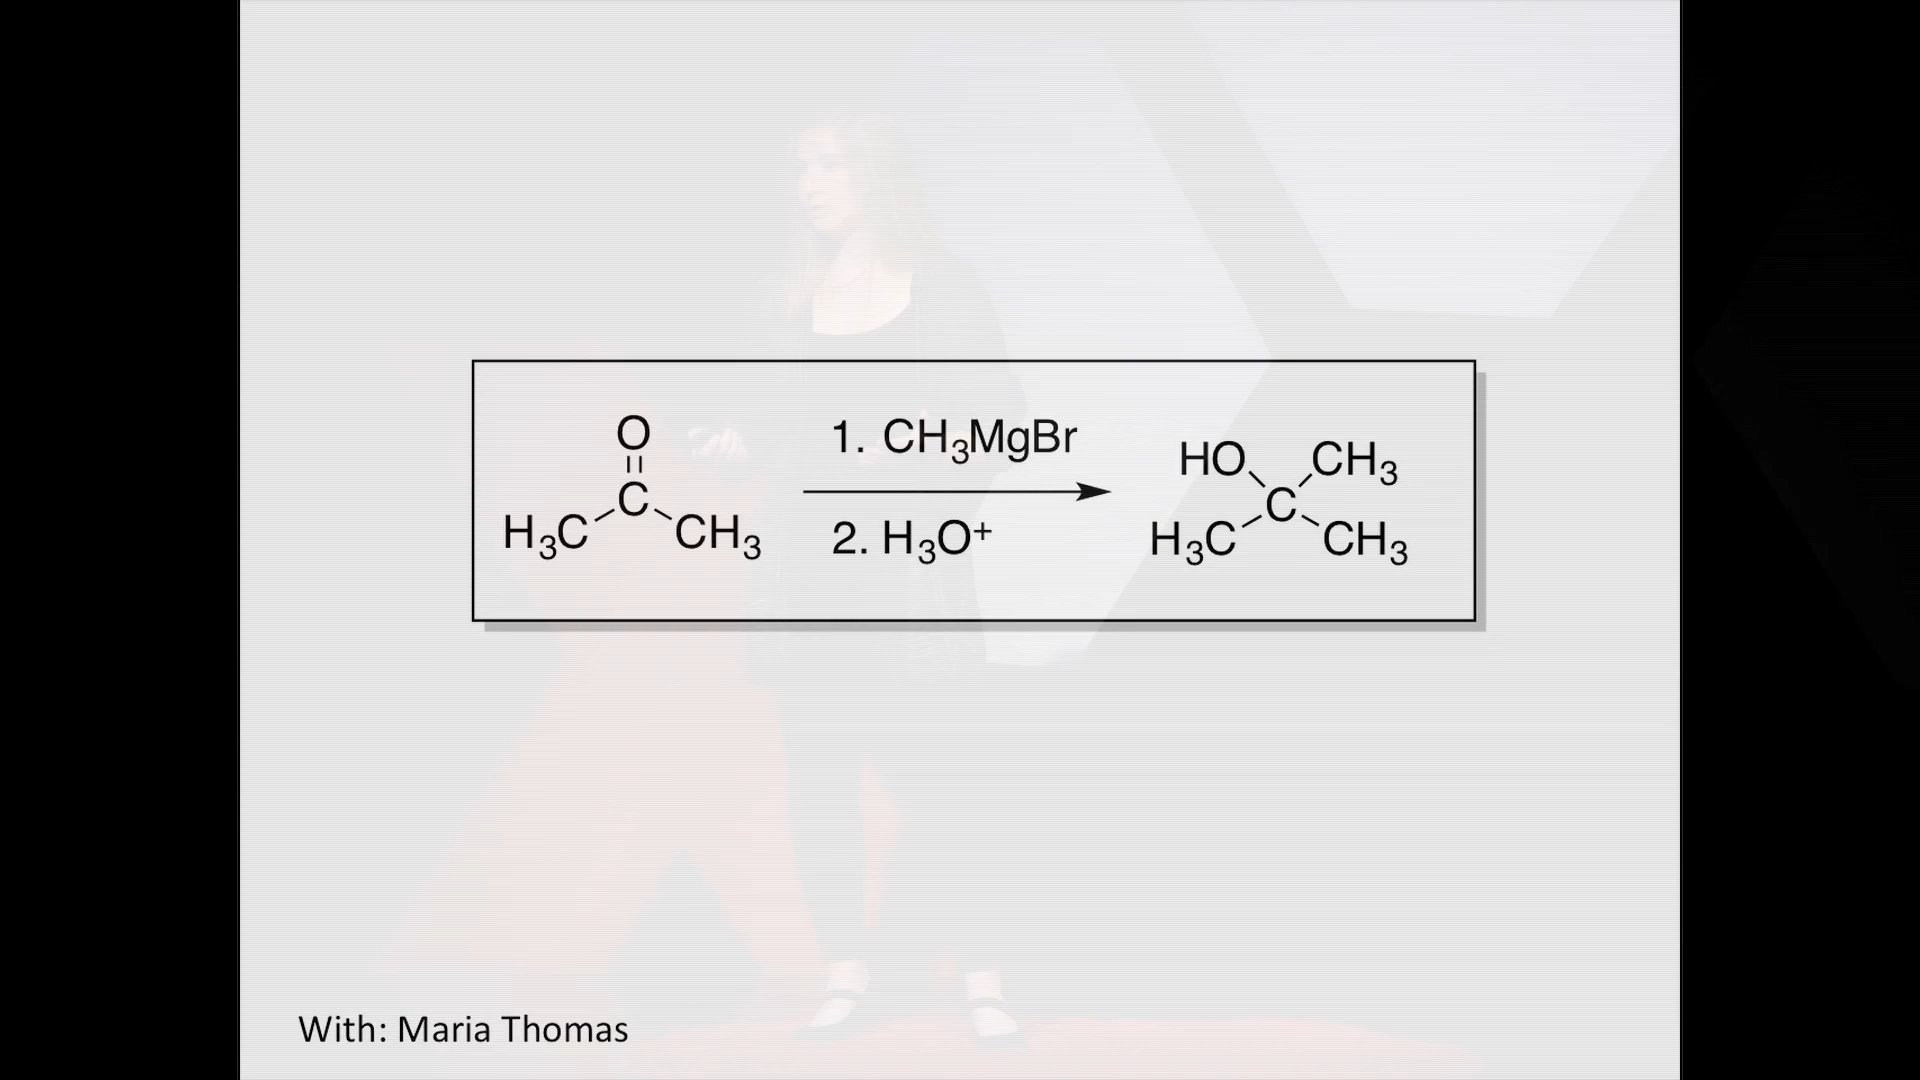 O
H₃C C CH₃
1. CH₃MgBr
2. H₃O⁺
HO CH₃
C
H₃C CH₃
With: Maria Thomas